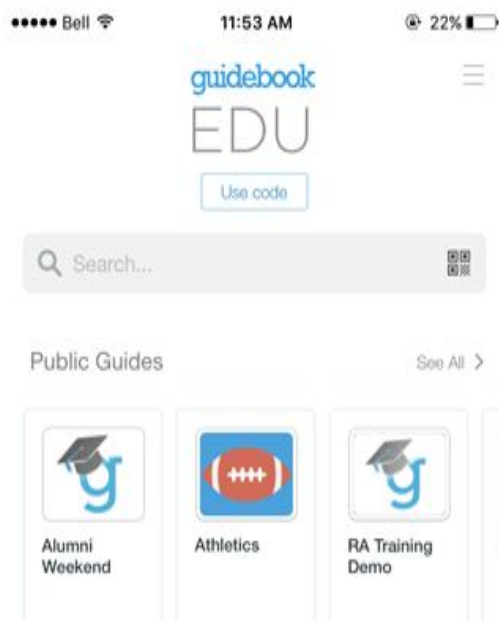 Bell 11:53 AM 22%
guidebook
EDU
Use code
Search...
Public Guides See All >
g g
Alumni Weekend
Athletics
RA Training Demo